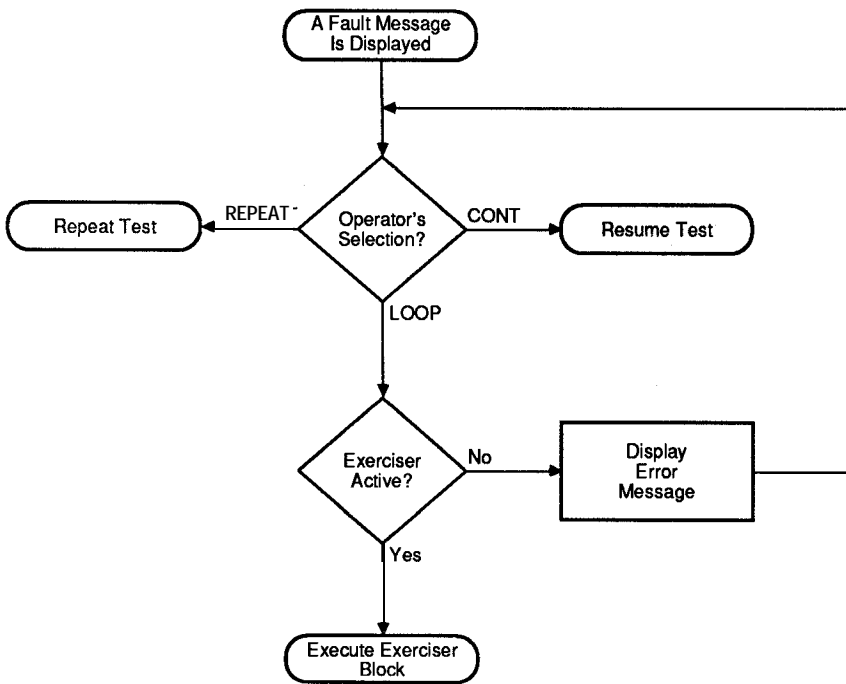 A Fault Message
Is Displayed
Repeat Test
REPEAT
Operator's
Selection?
CONT
Resume Test
LOOP
Exerciser
Active?
No
Display
Error
Message
Yes
Execute Exerciser
Block